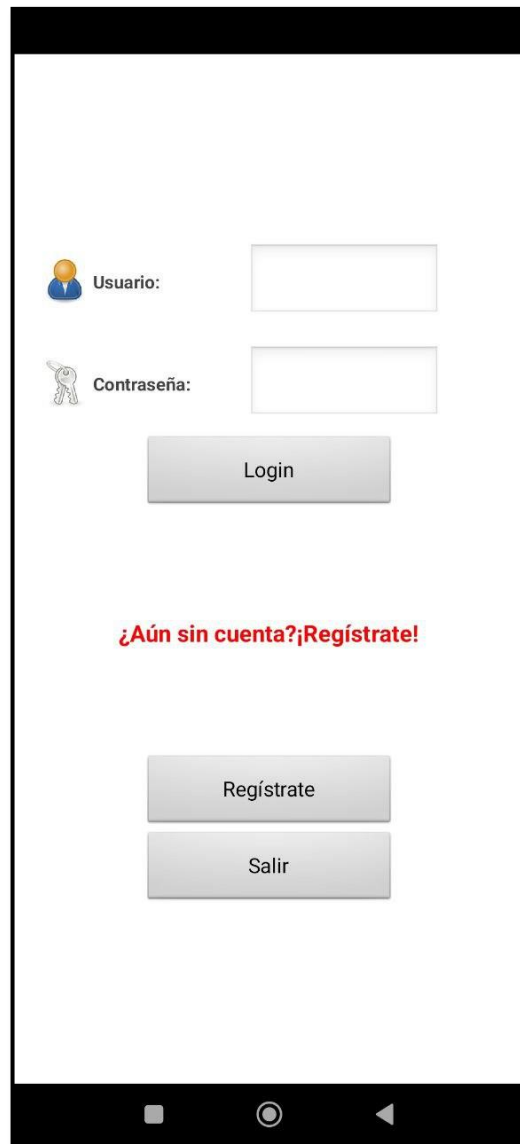 Usuario:
Contraseña:
Login
¿Aún sin cuenta?¡Regístrate!
Regístrate
Salir